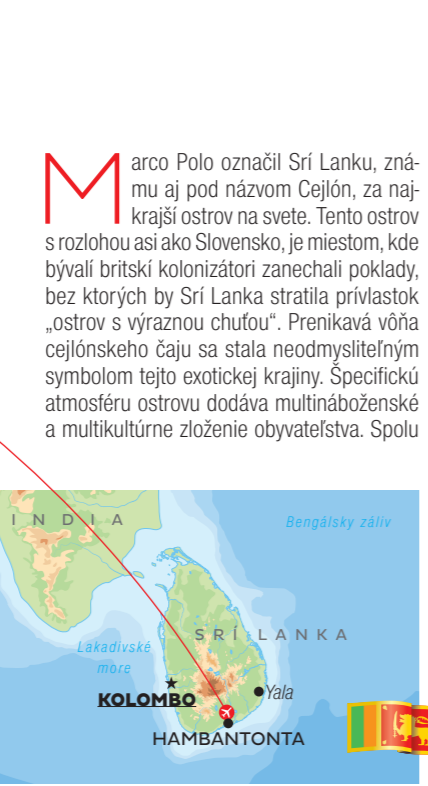 Marco Polo označil Srí Lanku, zná-
mu aj pod názvom Cejlón, za naj-
krajší ostrov na svete. Tento ostrov
s rozlohou asi ako Slovensko, je miestom, kde
bývalí britskí kolonizátori zanechali poklady,
bez ktorých by Srí Lanka stratila prívlastok
„ostrov s výraznou chuťou“. Prenikavá vôňa
cejlónskeho čaju sa stala neodmysliteľným
symbolom tejto exotickej krajiny. Špecifickú
atmosféru ostrovu dodáva multináboženské
a multikultúrne zloženie obyvateľstva. Spolu
INDIA
Bengálsky záliv
SRÍ LANKA
Lakadivské
more
Yala
KOLOMBO
HAMBANTONTA